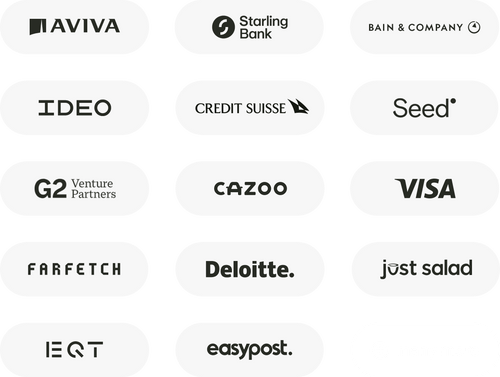 AVIVA
Starling
Bank
BAIN & COMPANY
IDEO
CREDIT SUISSE
Seed
G2 Venture
Partners
CAZOO
VISA
FARFETCH
Deloitte.
just salad
EQT
easypost.